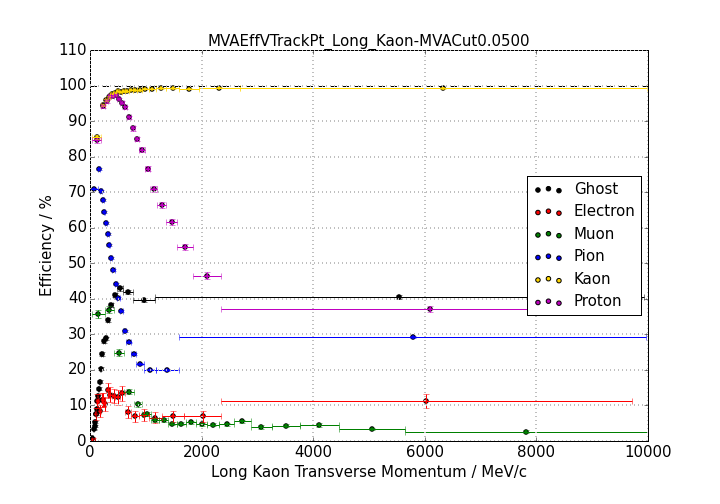 MVAEffVTrackPt_Long_Kaon-MVACut0.0500
110
100
90
80
70
60
50
40
30
20
10
0
Efficiency / %
Ghost
Electron
Muon
Pion
Kaon
Proton
0 2000 4000 6000 8000 10000
Long Kaon Transverse Momentum / MeV/c